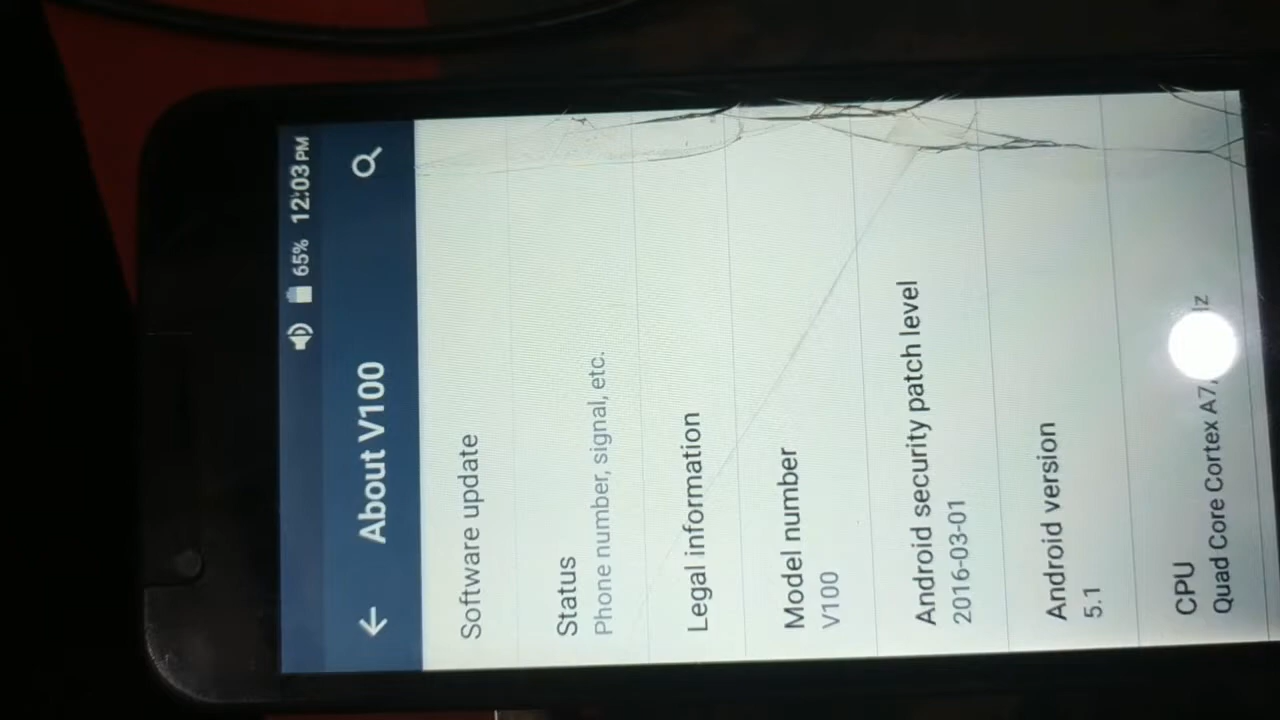 65% 12:03 PM
About V100
Software update
Status
Phone number, signal, etc.
Legal information
Model number
V100
Android security patch level
2016-03-01
Android version
5.1
CPU
Quad Core Cortex A7,